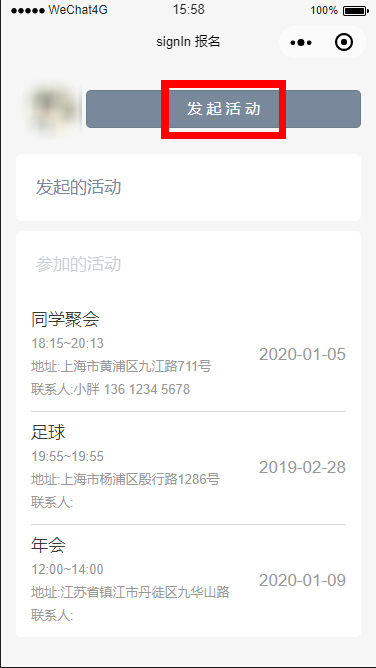 WeChat4G 15:58 100%
signIn 报名
发起活动
发起的活动
参加的活动
同学聚会
18:15~20:13
地址:上海市黄浦区九江路711号
2020-01-05
联系人:小胖 136 1234 5678
足球
19:55~19:55
地址:上海市杨浦区殷行路1286号
2019-02-28
联系人:
年会
12:00~14:00
地址:江苏省镇江市丹徒区九华山路
2020-01-09
联系人: